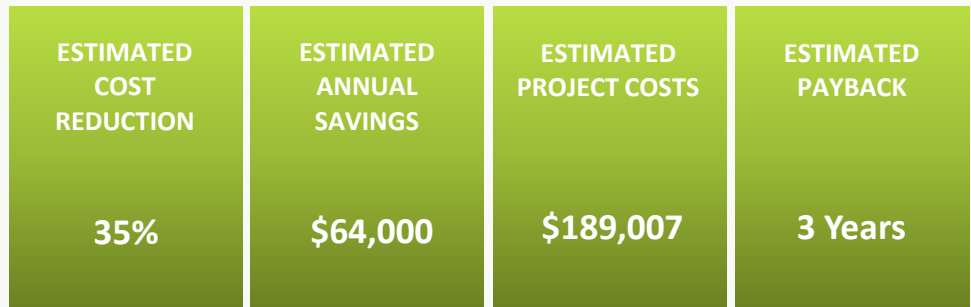 ESTIMATED
COST
REDUCTION
35%
ESTIMATED
ANNUAL
SAVINGS
$64,000
ESTIMATED
PROJECT COSTS
$189,007
ESTIMATED
PAYBACK
3 Years